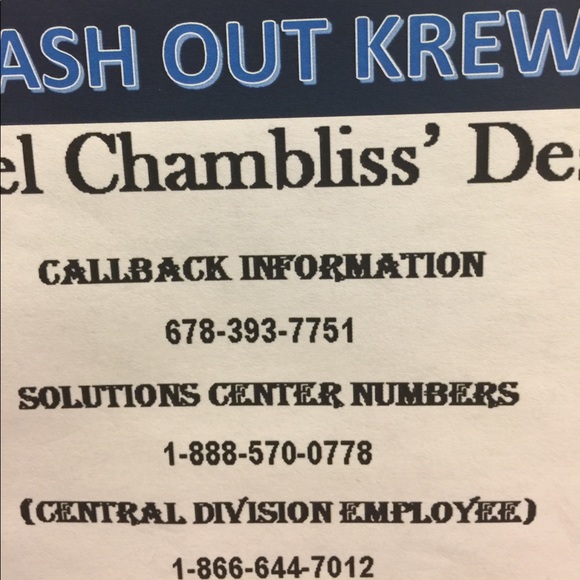 ASH OUT KREW
el Chambliss' De
CALLBACK INFORMATION
678-393-7751
SOLUTIONS CENTER NUMBERS
1-888-570-0778
(CENTRAL DIVISION EMPLOYEE)
1-866-644-7012